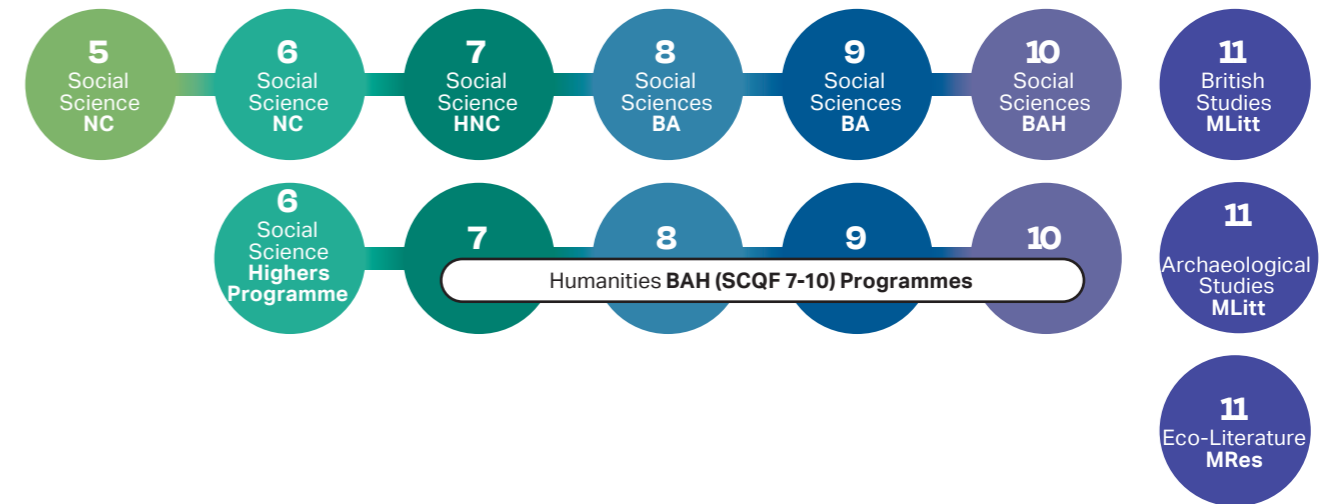 5
Social
Science
NC
6
Social
Science
NC
7
Social
Science
HNC
8
Social
Sciences
BA
9
Social
Sciences
BA
10
Social
Sciences
BAH
11
British
Studies
MLitt
6
Social
Science
Highers
Programme
7
8
9
10
Humanities BAH (SCQF 7-10) Programmes
11
Archaeological
Studies
MLitt
11
Eco-Literature
MRes